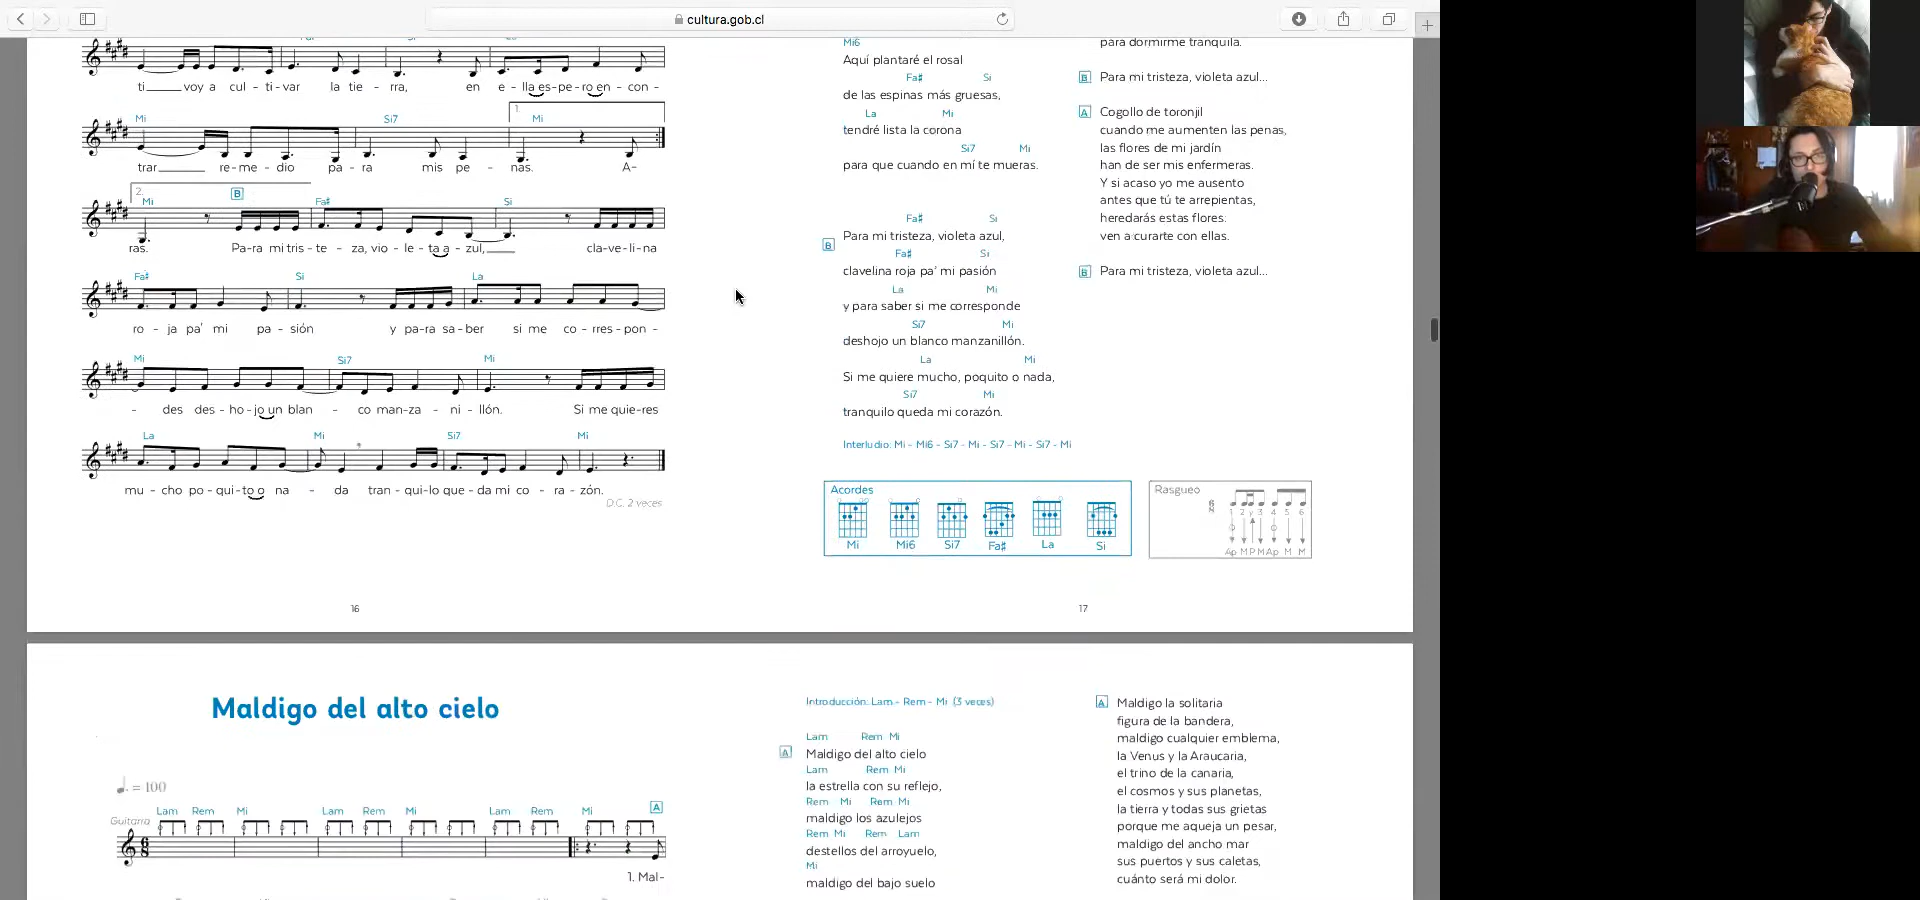 cultura.gob.cl
ti____ voy a cul - ti - var la tie - rra, en e - lla es - pe - ro en - con -
1.
Mi Si7 Mi
trar____ re - me - dio pa - ra mis pe - nas. A-
2.
Mi B Fa# Si
ras. Pa-ra mi tris - te - za, vio - le - ta a - zul,____ cla-ve-li-na
Fa# Si La
ro - ja pa' mi pa - sión y pa-ra sa - ber si me co - rres - pon -
Mi Si7 Mi
- des des - ho - jo un blan - co man - za - ni - llón. Si me quie-res
La Mi Si7 Mi
mu - cho po - qui - to o na - da tran - qui - lo que - da mi co - ra - zón.
D.C. 2 veces
16
Mi6
Aquí plantaré el rosal
Fa# Si
de las espinas más gruesas,
La Mi
tendré lista la corona
Si7 Mi
para que cuando en mí te mueras.
Fa# Si
B Para mi tristeza, violeta azul,
Fa# Si
clavelina roja pa' mi pasión
La Mi
y para saber si me corresponde
Si7 Mi
deshojo un blanco manzanillón.
La Mi
Si me quiere mucho, poquito o nada,
Si7 Mi
tranquilo queda mi corazón.
Interludio: Mi - Mi6 - Si7 - Mi - Si7 - Mi - Si7 - Mi
para dormirme tranquila.
B Para mi tristeza, violeta azul...
A Cogollo de toronjil
cuando me aumenten las penas,
las flores de mi jardín
han de ser mis enfermeras.
Y si acaso yo me ausento
antes que tú te arrepientas,
heredarás estas flores:
ven a curarte con ellas.
B Para mi tristeza, violeta azul...
Acordes
Mi Mi6 Si7 Fa# La Si
Rasgueo
6 8
1 2 y 3 4 5 6
Ap M P M Ap M M
17
Maldigo del alto cielo
= 100
Lam Rem Mi Lam Rem Mi Lam Rem Mi A
Guitarra
6 8
1. Mal-
Introducción: Lam - Rem - Mi (3 veces)
Lam Rem Mi
A Maldigo del alto cielo
Lam Rem Mi
la estrella con su reflejo,
Rem Mi Rem Mi
maldigo los azulejos
Rem Mi Rem Lam
destellos del arroyuelo,
Mi
maldigo del bajo suelo
A Maldigo la solitaria
figura de la bandera,
maldigo cualquier emblema,
la Venus y la Araucaria,
el trino de la canaria,
el cosmos y sus planetas,
la tierra y todas sus grietas
porque me aqueja un pesar,
maldigo del ancho mar
sus puertos y sus caletas,
cuánto será mi dolor.